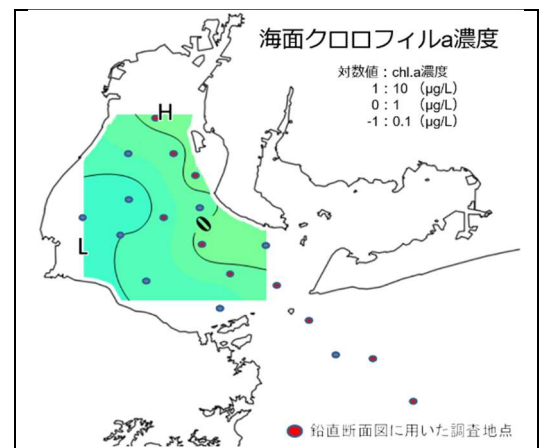 海面クロロフィルa濃度
対数値：chl.a濃度
1：10 （μg/L）
0：1 （μg/L）
-1：0.1 （μg/L）
H
0
L
鉛直断面図に用いた調査地点